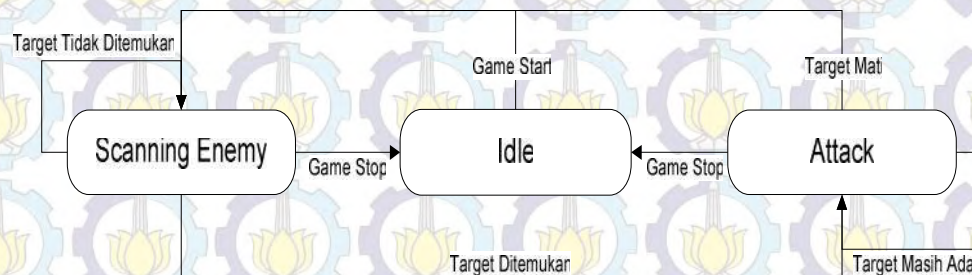 Target Tidak Ditemukan
Game Start
Target Mati
Scanning Enemy
Game Stop
Idle
Game Stop
Attack
Target Ditemukan
Target Masih Ada